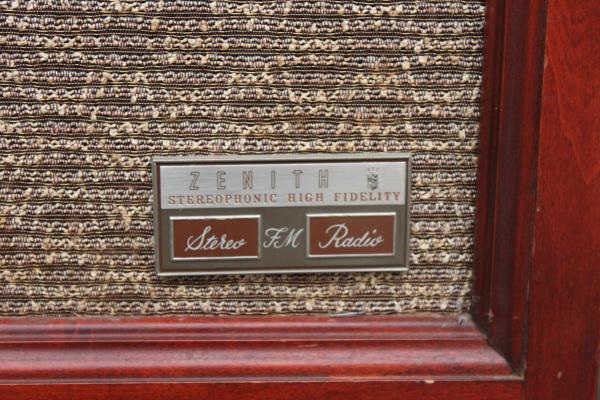 ZENITH
STEREOPHONIC HIGH FIDELITY
Stereo FM Radio